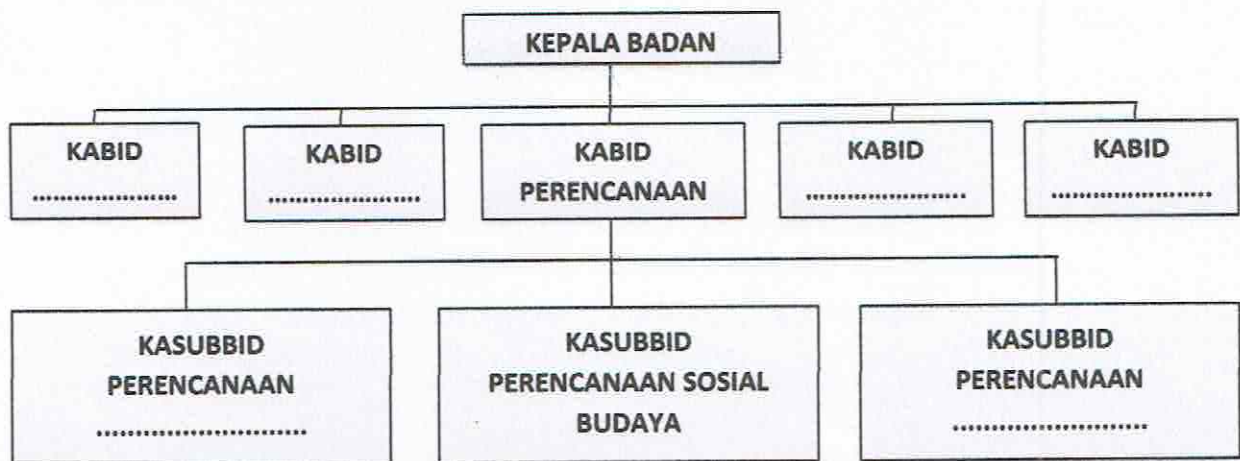 KEPALA BADAN
KABID
.....................
KABID
......................
KABID
PERENCANAAN
KABID
.......................
KABID
.......................
KASUBBID
PERENCANAAN
..............................
KASUBBID
PERENCANAAN SOSIAL
BUDAYA
KASUBBID
PERENCANAAN
............................